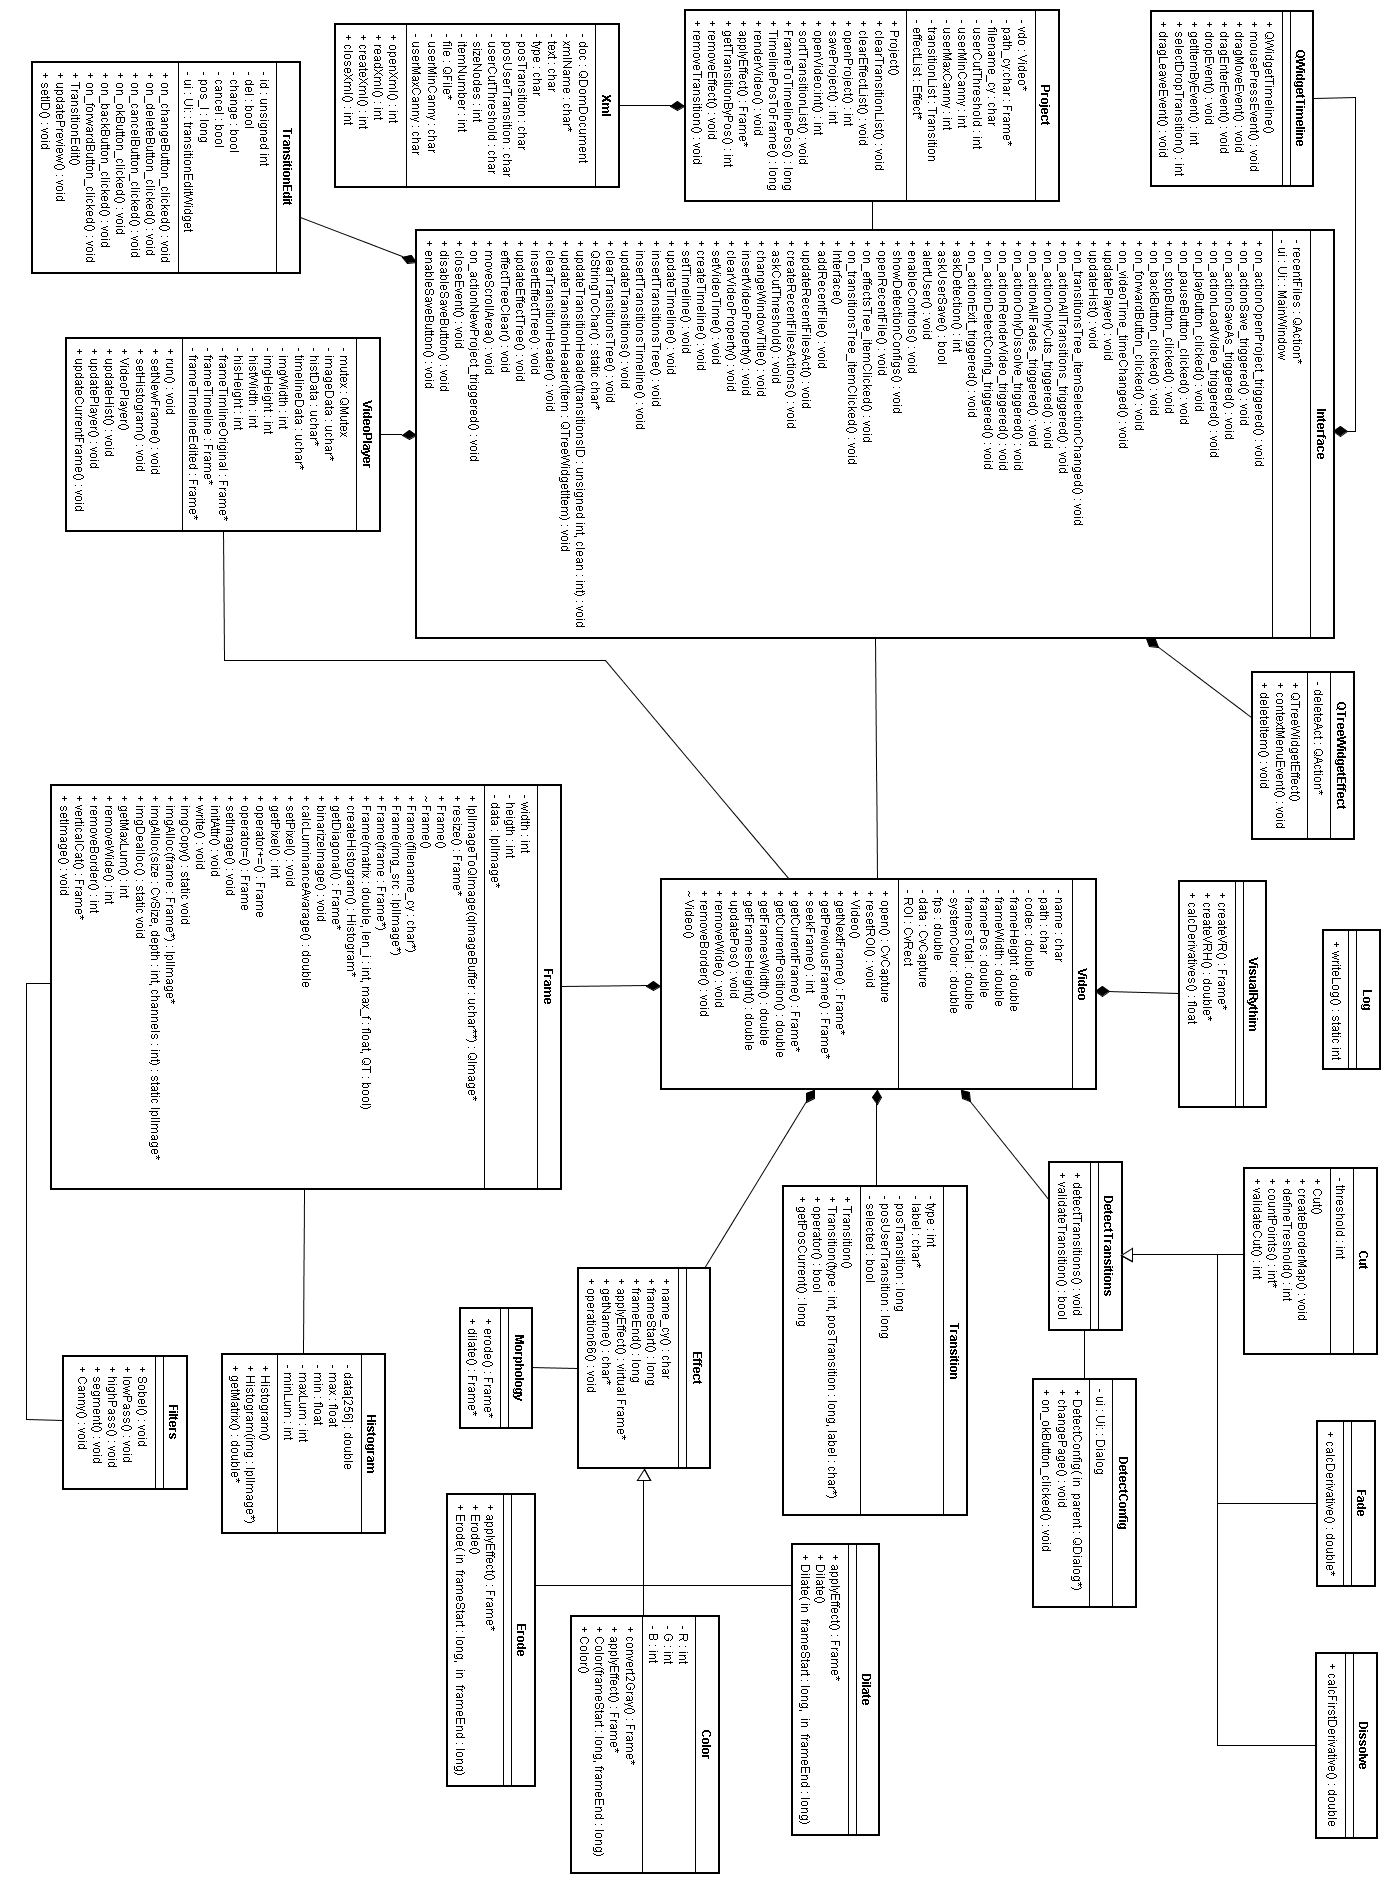 QWidgetTimeline
+ QWidgetTimeline()
+ mousePressEvent() : void
+ dragMoveEvent() : void
+ dragEnterEvent() : void
+ dropEvent() : void
+ getItemByEvent() : int
+ selectDropTransition() : int
+ dragLeaveEvent() : void
Project
- vdo : Video*
- path_cy:char : Frame*
- filename_cy : char
- userCutThreshold : int
- userMinCanny : int
- userMaxCanny : int
- transitionList : Transition
- effectList : Effect*
+ Project()
+ clearTransitionList() : void
+ clearEffectList() : void
+ openProject() : int
+ saveProject() : int
+ openVideo:int() : int
+ sortTransitionList() : void
+ FrameToTimelinePos() : long
+ TimelinePosToFrame() : long
+ renderVideo() : void
+ applyEffect() : Frame*
+ getTransitionByPos() : int
+ removeEffect() : void
+ removeTransition() : void
Xml
- doc : QDomDocument
- xmlName : char*
- text : char
- type : char
- posTransition : char
- posUserTransition : char
- userCutThreshold : char
- sizeNodes : int
- itemNumber : int
- file : QFile*
- userMinCanny : char
- userMaxCanny : char
+ openXml() : int
+ readXml() : int
+ createXml() : int
+ closeXml() : int
TransitionEdit
- id : unsigned int
- del : bool
- change : bool
- cancel : bool
- pos_l : long
- ui : Ui: : transitionEditWidget
+ on_changeButton_clicked() : void
+ on_deleteButton_clicked() : void
+ on_cancelButton_clicked() : void
+ on_okButton_clicked() : void
+ on_backButton_clicked() : void
+ on_forwardButton_clicked() : void
+ TransitionEdit()
+ updatePreview() : void
+ setID() : void
Interface
- recentFiles : QAction*
- ui : Ui: : MainWindow
+ on_actionOpenProject_triggered() : void
+ on_actionSave_triggered() : void
+ on_actionSaveAs_triggered() : void
+ on_actionLoadVideo_triggered() : void
+ on_playButton_clicked() : void
+ on_pauseButton_clicked() : void
+ on_stopButton_clicked() : void
+ on_backButton_clicked() : void
+ on_forwardButton_clicked() : void
+ on_videoTime_timeChanged() : void
+ updatePlayer() : void
+ updateHist() : void
+ on_transitionsTree_itemSelectionChanged() : void
+ on_actionAllTransitions_triggered() : void
+ on_actionOnlyCuts_triggered() : void
+ on_actionAllFades_triggered() : void
+ on_actionOnlyDissolve_triggered() : void
+ on_actionRenderVideo_triggered() : void
+ on_actionDetectConfig_triggered() : void
+ on_actionExit_triggered() : void
+ askDetection() : int
+ askUserSave() : bool
+ alertUser() : void
+ enableControls() : void
+ showDetectionConfigs() : void
+ openRecentFile() : void
+ on_effectsTree_itemClicked() : void
+ on_transitionsTree_itemClicked() : void
+ Interface()
+ addRecentFile() : void
+ updateRecentFilesAct() : void
+ createRecentFilesActions() : void
+ askCutThreshold() : void
+ changeWindowTitle() : void
+ insertVideoProperty() : void
+ clearVideoProperty() : void
+ setVideoTime() : void
+ createTimeline() : void
+ setTimeline() : void
+ updateTimeline() : void
+ insertTransitionsTree() : void
+ insertTransitionsTimeline() : void
+ updateTransitions() : void
+ clearTransitionsTree() : void
+ QStringToChar() : static char*
+ updateTransitionHeader(transitionsID : unsigned int, clean : int) : void
+ updateTransitionHeader(item : QTreeWidgetItem) : void
+ clearTransitionHeader() : void
+ insertEffectTree() : void
+ updateEffectTree() : void
+ effectTreeClean() : void
+ moveScrollArea() : void
+ on_actionNewProject_triggered() : void
+ closeEvent() : void
+ disableSaveButton() : void
+ enableSaveButton() : void
VideoPlayer
- mutex : QMutex
- imageData : uchar*
- histData : uchar*
- timelineData : uchar*
- imgWidth : int
- imgHeight : int
- histWidth : int
- hisHeight : int
- frameTimlineOriginal : Frame*
- frameTimeline : Frame*
- frameTimelineEdited : Frame*
+ run() : void
+ setNewFrame() : void
+ setHistogram() : void
+ VideoPlayer()
+ updateHist() : void
+ updatePlayer() : void
+ updateCurrentFrame() : void
QTreeWidgetEffect
- deleteAct : QAction*
+ QTreeWidgetEffect()
+ contextMenuEvent() : void
+ deleteItem() : void
Log
+ writeLog() : static int
VisualRythim
+ createVR() : Frame*
+ createVRH() : double*
+ calcDerivatives() : float
Video
- name : char
- path : char
- codec : double
- frameHeight : double
- frameWidth : double
- framePos : double
- framesTotal : double
- systemColor : double
- fps : double
- data : CvCapture
- ROI : CvRect
+ open() : CvCapture
+ resetROI() : void
+ Video()
+ getNextFrame() : Frame*
+ getPreviousFrame() : Frame*
+ seekFrame() : int
+ getCurrentFrame() : Frame*
+ getCurrentPosition() : double
+ getFramesWidth() : double
+ getFramesHeight() : double
+ updatePos() : void
+ removeWide() : void
+ removeBorder() : void
~ Video()
Frame
- width : int
- heigth : int
- data : IplImage*
+ IplImageToQImage(qImageBuffer : uchar**) : QImage*
+ resize() : Frame*
+ Frame()
~ Frame()
+ Frame(filename_cy : char*)
+ Frame(img_src : IplImage*)
+ Frame(frame : Frame*)
+ Frame(matrix : double, len_i : int, max_f : float, QT : bool)
+ createHistogram() : Histogram*
+ getDiagonal() : Frame*
+ binarizeImage() : void
+ calcLuminanceAvarage() : double
+ setPixel() : void
+ getPixel() : int
+ operator+=() : Frame
+ operator=() : Frame
+ setImage() : void
+ initAttr() : void
+ write() : void
+ imgCopy() : static void
+ imgAlloc(frame : Frame*) : IplImage*
+ imgAlloc(size : CvSize, depth : int, channels : int) : static IplImage*
+ imgDealloc() : static void
+ getMaxLum() : int
+ removeWide() : int
+ removeBorder() : int
+ verticalCat() : Frame*
+ setImage() : void
Cut
- threshold : int
+ Cut()
+ createBorderMap() : void
+ defineTreshold() : int
+ countPoints() : int*
+ validateCut() : int
DetectTransitions
+ detectTransitions() : void
+ validateTransition() : bool
Transition
- type : int
- label : char*
- posTransition : long
- posUserTransition : long
- selected : bool
+ Transition()
+ Transition(type : int, posTransition : long, label : char*)
+ operator() : bool
+ getPosCurrent() : long
Effect
+ name_cy() : char
+ frameStart() : long
+ frameEnd() : long
+ applyEffect() : virtual Frame*
+ getName() : char*
+ operation66() : void
Morphology
+ erode() : Frame*
+ dilate() : Frame*
Histogram
- data[256] : double
- max : float
- min : float
- maxLum : int
- minLum : int
+ Histogram()
+ Histogram(img : IplImage*)
+ getMatrix() : double*
Filters
+ Sobel() : void
+ lowPass() : void
+ highPass() : void
+ segment() : void
+ Canny() : void
DetectConfig
- ui : Ui: : Dialog
+ DetectConfig( in parent : QDialog*)
+ changePage() : void
+ on_okButton_clicked() : void
Fade
+ calcDerivative() : double*
Dissolve
+ calcFirstDerivative() : double
Dilate
+ applyEffect() : Frame*
+ Dilate()
+ Dilate( in frameStart : long, in frameEnd : long)
Erode
+ applyEffect() : Frame*
+ Erode()
+ Erode( in frameStart : long, in frameEnd : long)
Color
- R : int
- G : int
- B : int
+ convert2Gray() : Frame*
+ applyEffect() : Frame*
+ Color(frameStart : long, frameEnd : long)
+ Color()